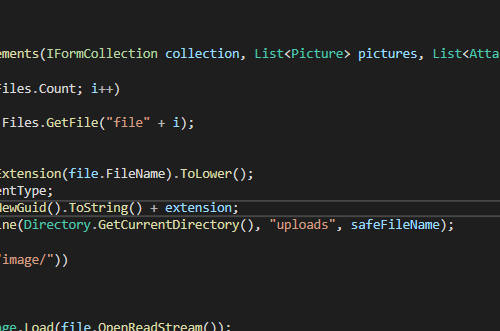 ements(IFormCollection collection, List<Picture> pictures, List<Atta
Files.Count; i++)
Files.GetFile("file" + i);
Extension(file.FileName).ToLower();
entType;
NewGuid().ToString() + extension;
ine(Directory.GetCurrentDirectory(), "uploads", safeFileName);
"image/"))
age.Load(file.OpenReadStream());